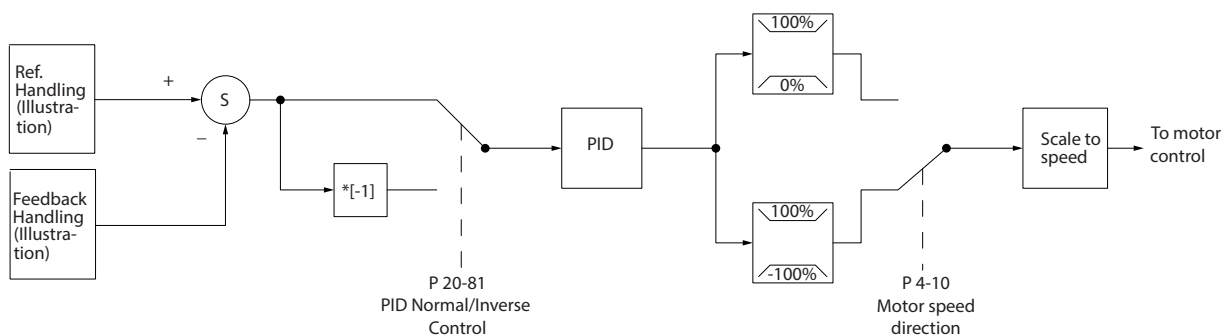 Ref.
Handling
(Illustra-
tion)
+
S
_
Feedback
Handling
(Illustra-
tion)
*[-1]
P 20-81
PID Normal/Inverse
Control
PID
100%
0%
100%
-100%
P 4-10
Motor speed
direction
Scale to
speed
To motor
control